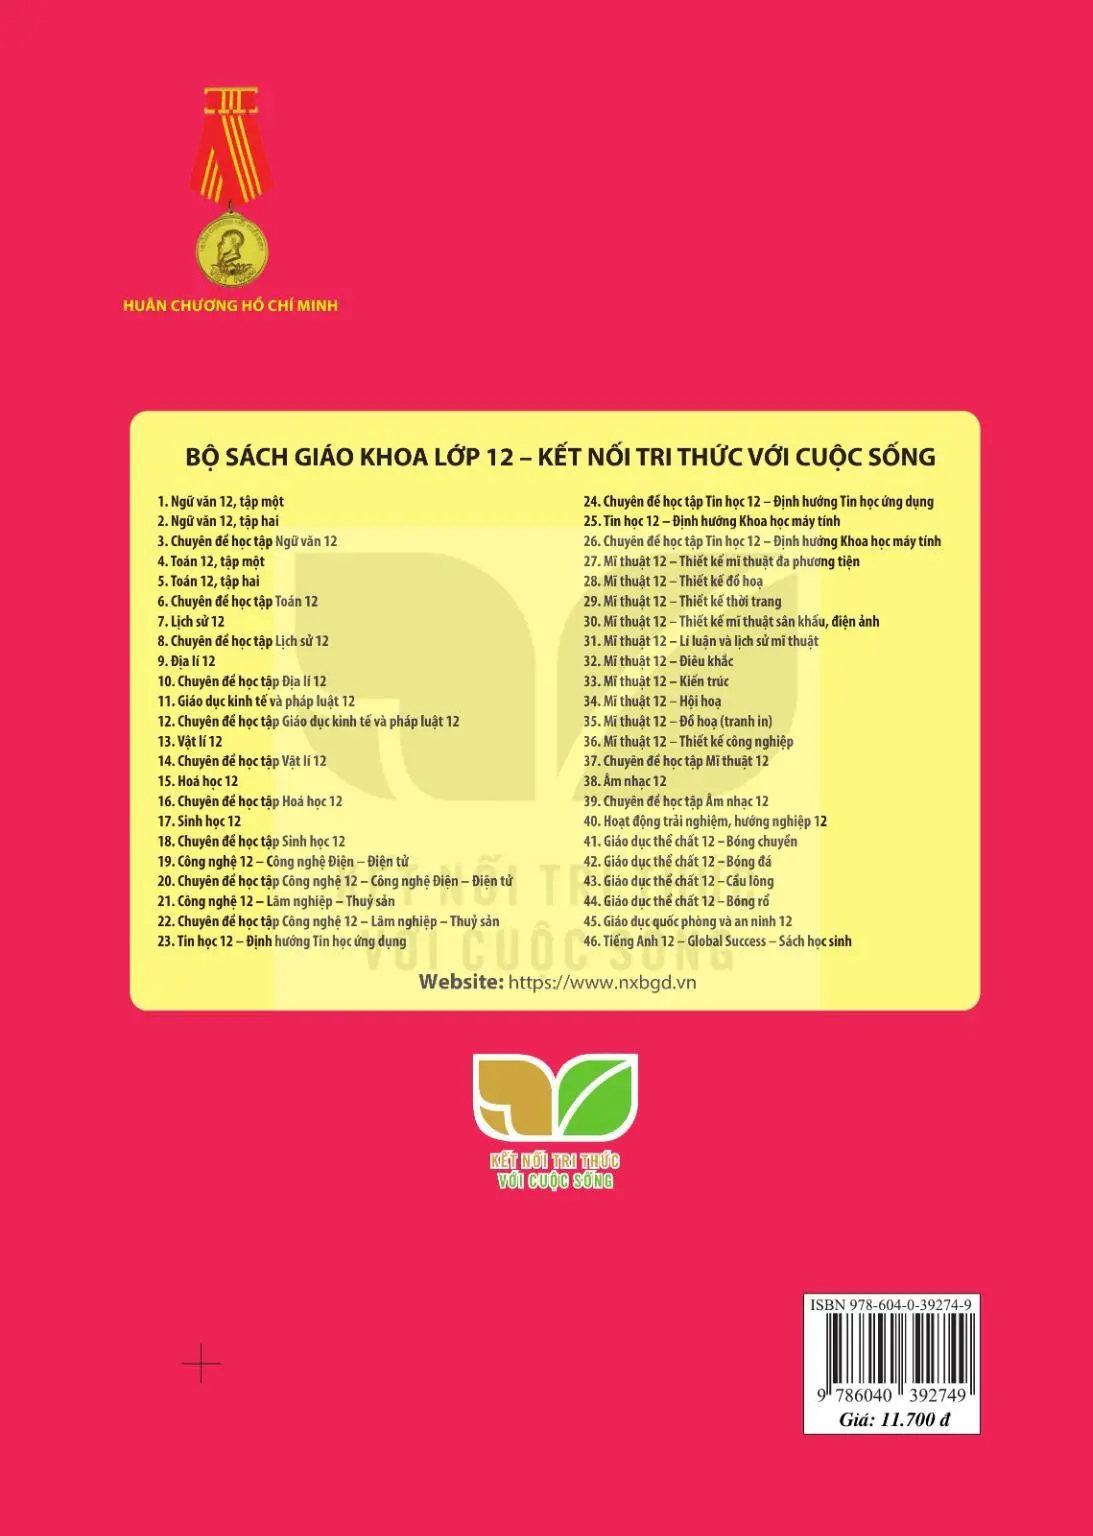 HUÂN CHƯƠNG HỒ CHÍ MINH
BỘ SÁCH GIÁO KHOA LỚP 12 – KẾT NỐI TRI THỨC VỚI CUỘC SỐNG
1. Ngữ văn 12, tập một
2. Ngữ văn 12, tập hai
3. Chuyên đề học tập Ngữ văn 12
4. Toán 12, tập một
5. Toán 12, tập hai
6. Chuyên đề học tập Toán 12
7. Lịch sử 12
8. Chuyên đề học tập Lịch sử 12
9. Địa lí 12
10. Chuyên đề học tập Địa lí 12
11. Giáo dục kinh tế và pháp luật 12
12. Chuyên đề học tập Giáo dục kinh tế và pháp luật 12
13. Vật lí 12
14. Chuyên đề học tập Vật lí 12
15. Hoá học 12
16. Chuyên đề học tập Hoá học 12
17. Sinh học 12
18. Chuyên đề học tập Sinh học 12
19. Công nghệ 12 – Công nghệ Điện – Điện tử
20. Chuyên đề học tập Công nghệ 12 – Công nghệ Điện – Điện tử
21. Công nghệ 12 – Lâm nghiệp – Thuỷ sản
22. Chuyên đề học tập Công nghệ 12 – Lâm nghiệp – Thuỷ sản
23. Tin học 12 – Định hướng Tin học ứng dụng
24. Chuyên đề học tập Tin học 12 – Định hướng Tin học ứng dụng
25. Tin học 12 – Định hướng Khoa học máy tính
26. Chuyên đề học tập Tin học 12 – Định hướng Khoa học máy tính
27. Mĩ thuật 12 – Thiết kế mĩ thuật đa phương tiện
28. Mĩ thuật 12 – Thiết kế đồ hoạ
29. Mĩ thuật 12 – Thiết kế thời trang
30. Mĩ thuật 12 – Thiết kế mĩ thuật sân khấu, điện ảnh
31. Mĩ thuật 12 – Lí luận và lịch sử mĩ thuật
32. Mĩ thuật 12 – Điêu khắc
33. Mĩ thuật 12 – Kiến trúc
34. Mĩ thuật 12 – Hội hoạ
35. Mĩ thuật 12 – Đồ hoạ (tranh in)
36. Mĩ thuật 12 – Thiết kế công nghiệp
37. Chuyên đề học tập Mĩ thuật 12
38. Âm nhạc 12
39. Chuyên đề học tập Âm nhạc 12
40. Hoạt động trải nghiệm, hướng nghiệp 12
41. Giáo dục thể chất 12 – Bóng chuyền
42. Giáo dục thể chất 12 – Bóng đá
43. Giáo dục thể chất 12 – Cầu lông
44. Giáo dục thể chất 12 – Bóng rổ
45. Giáo dục quốc phòng và an ninh 12
46. Tiếng Anh 12 – Global Success – Sách học sinh
KẾT NỐI TRI THỨC
VỚI CUỘC SỐNG
Website: https://www.nxbgd.vn
KẾT NỐI TRI THỨC
VỚI CUỘC SỐNG
ISBN 978-604-0-39274-9
9 786040 392749
Giá: 11.700 đ